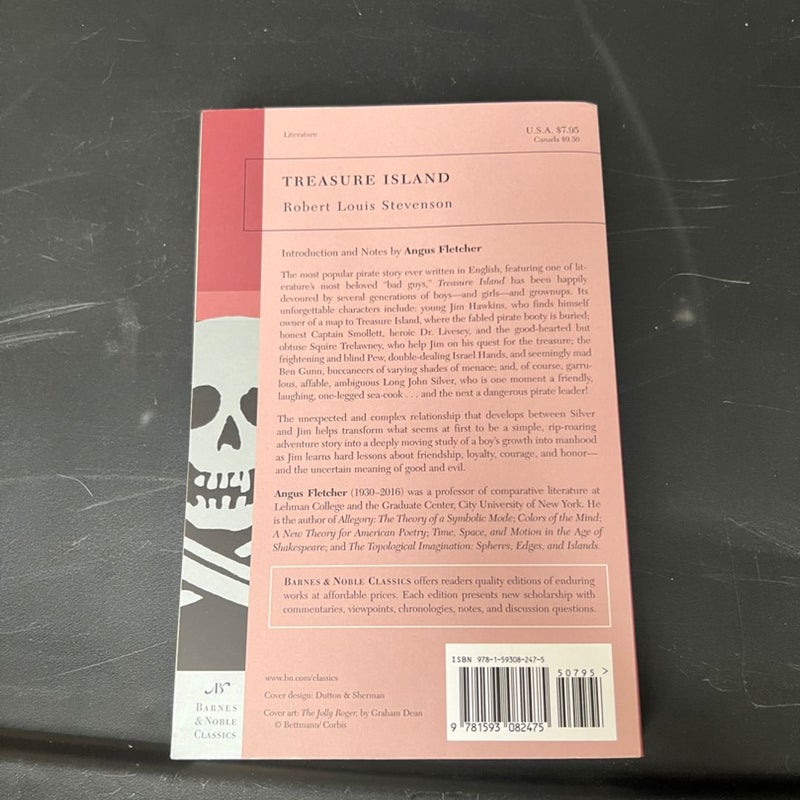 Literature
U.S.A. $7.95
Canada $9.50
TREASURE ISLAND
Robert Louis Stevenson
Introduction and Notes by Angus Fletcher
The most popular pirate story ever written in English, featuring one of lit-
erature's most beloved "bad guys," Treasure Island has been happily
devoured by several generations of boys—and girls—and grownups. Its
unforgettable characters include: young Jim Hawkins, who finds himself
owner of a map to Treasure Island, where the fabled pirate booty is buried;
honest Captain Smollett, heroic Dr. Livesey, and the good-hearted but
obtuse Squire Trelawney, who help Jim on his quest for the treasure; the
frightening and blind Pew, double-dealing Israel Hands, and seemingly mad
Ben Gunn, buccaneers of varying shades of menace; and, of course, garru-
lous, affable, ambiguous Long John Silver, who is one moment a friendly,
laughing, one-legged sea-cook . . . and the next a dangerous pirate leader!
The unexpected and complex relationship that develops between Silver
and Jim helps transform what seems at first to be a simple, rip-roaring
adventure story into a deeply moving study of a boy's growth into manhood
as Jim learns hard lessons about friendship, loyalty, courage, and honor—
and the uncertain meaning of good and evil.
Angus Fletcher (1930–2016) was a professor of comparative literature at
Lehman College and the Graduate Center, City University of New York. He
is the author of Allegory: The Theory of a Symbolic Mode; Colors of the Mind;
A New Theory for American Poetry; Time, Space, and Motion in the Age of
Shakespeare; and The Topological Imagination: Spheres, Edges, and Islands.
BARNES & NOBLE CLASSICS offers readers quality editions of enduring
works at affordable prices. Each edition presents new scholarship with
commentaries, viewpoints, chronologies, notes, and discussion questions.
www.bn.com/classics
Cover design: Dutton & Sherman
Cover art: The Jolly Roger, by Graham Dean
© Bettmann/ Corbis
BARNES
& NOBLE
CLASSICS
ISBN 978-1-59308-247-5
50795 >
9 781593 082475